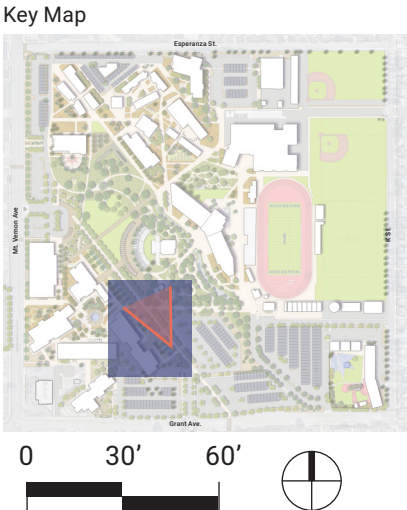 Key Map
Esperanza St.
Mt. Vernon Ave
K St.
Grant Ave.
0 30’ 60’